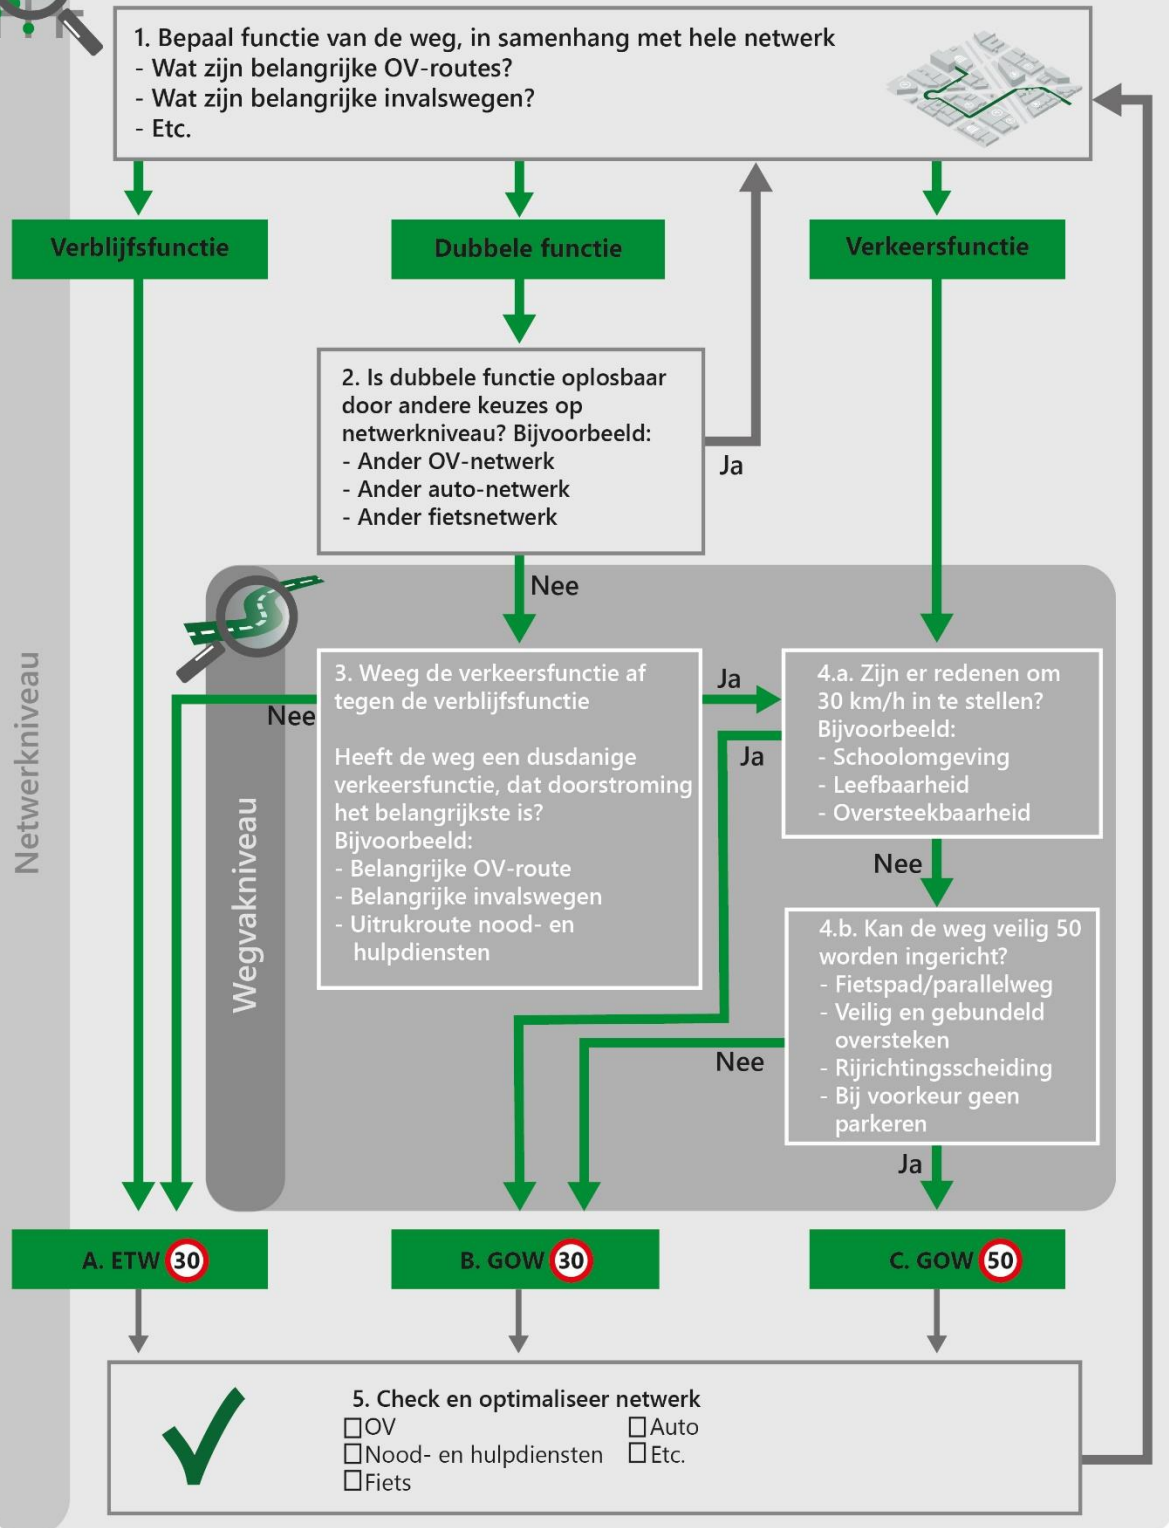 1. Bepaal functie van de weg, in samenhang met hele netwerk
- Wat zijn belangrijke OV-routes?
- Wat zijn belangrijke invalswegen?
- Etc.
Verblijfsfunctie
Dubbele functie
Verkeersfunctie
2. Is dubbele functie oplosbaar
door andere keuzes op
netwerkniveau? Bijvoorbeeld:
- Ander OV-netwerk
- Ander auto-netwerk
- Ander fietsnetwerk
Ja
Nee
Netwerkniveau
Wegvakniveau
3. Weeg de verkeersfunctie af
tegen de verblijfsfunctie
Heeft de weg een dusdanige
verkeersfunctie, dat doorstroming
het belangrijkste is?
Bijvoorbeeld:
- Belangrijke OV-route
- Belangrijke invalswegen
- Uitrukroute nood- en
hulpdiensten
Nee
Ja
4.a. Zijn er redenen om
30 km/h in te stellen?
Bijvoorbeeld:
- Schoolomgeving
- Leefbaarheid
- Oversteekbaarheid
Ja
Nee
4.b. Kan de weg veilig 50
worden ingericht?
- Fietspad/parallelweg
- Veilig en gebundeld
oversteken
- Rijrichtingsscheiding
- Bij voorkeur geen
parkeren
Nee
Ja
A. ETW 30
B. GOW 30
C. GOW 50
5. Check en optimaliseer netwerk
OV
Nood- en hulpdiensten
Fiets
Auto
Etc.